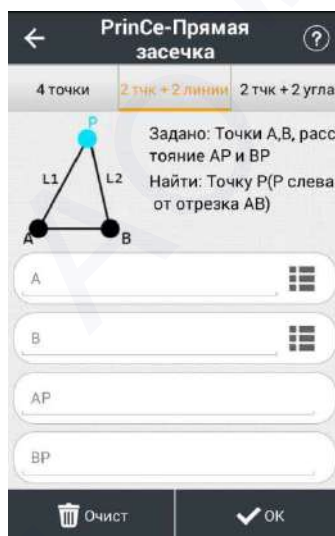 PrinCe-Прямая
засечка
?
4 точки
2 тчк + 2 линии
2 тчк + 2 угла
P
L1
L2
A
B
Задано: Точки A,B, расс
тояние AP и BP
Найти: Точку P(P слева
от отрезка AB)
A
B
AP
BP
Очист
OK